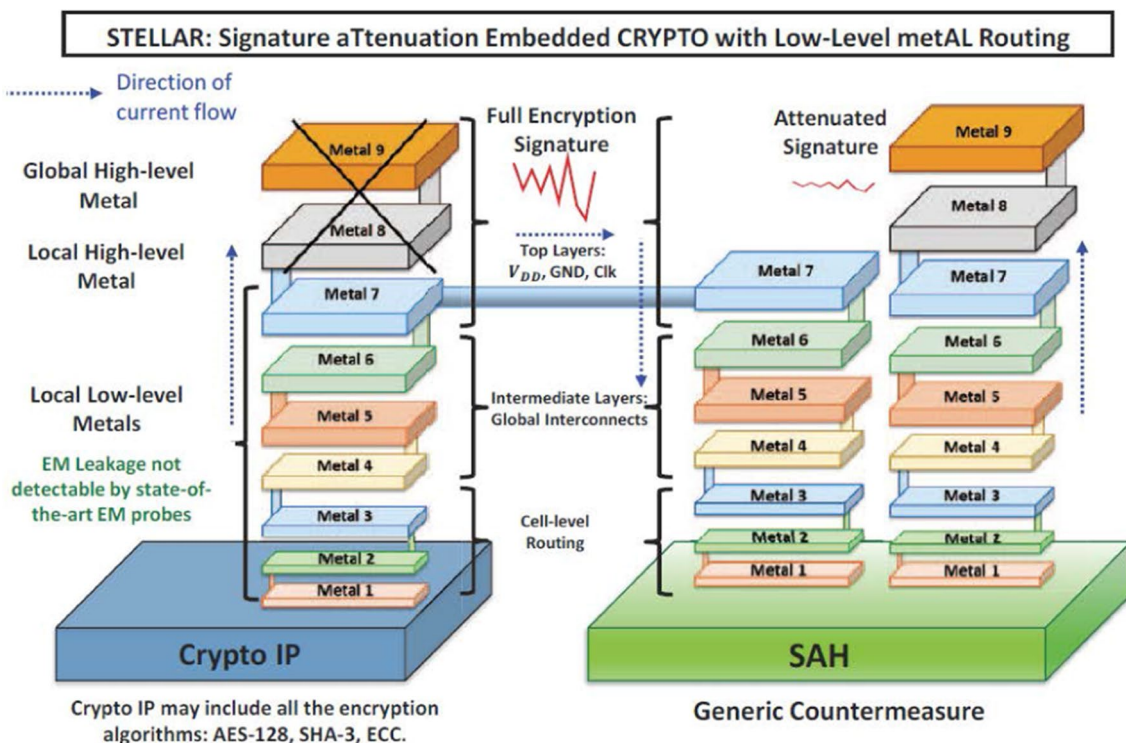 STELLAR: Signature aTtenuation Embedded CRYPTO with Low-Level metAL Routing
Direction of
current flow
Global High-level
Metal
Local High-level
Metal
Local Low-level
Metals
EM Leakage not
detectable by state-of-
the-art EM probes
Metal 9
Metal 8
Metal 7
Metal 6
Metal 5
Metal 4
Metal 3
Metal 2
Metal 1
Crypto IP
Crypto IP may include all the encryption
algorithms: AES-128, SHA-3, ECC.
Full Encryption
Signature
Top Layers:
V_DD, GND, Clk
Intermediate Layers:
Global Interconnects
Cell-level
Routing
Attenuated
Signature
Metal 7
Metal 6
Metal 5
Metal 4
Metal 3
Metal 2
Metal 1
Metal 9
Metal 8
Metal 7
Metal 6
Metal 5
Metal 4
Metal 3
Metal 2
Metal 1
SAH
Generic Countermeasure